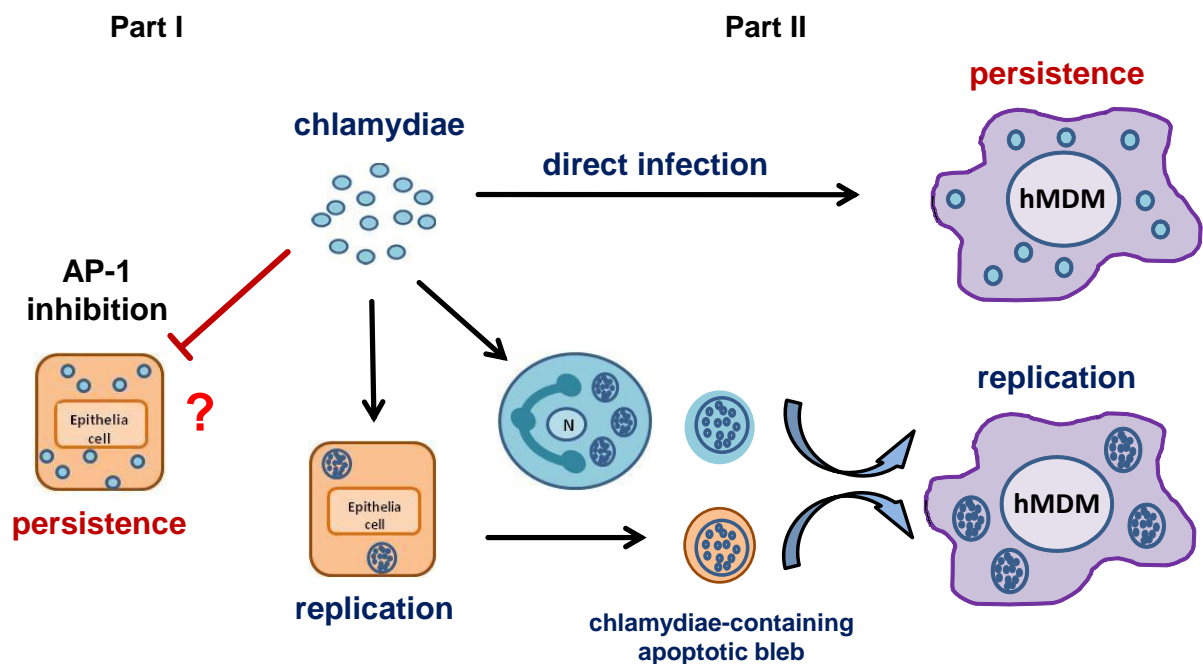 Part I
Part II
persistence
chlamydiae
direct infection
hMDM
AP-1
inhibition
?
Epithelia
cell
persistence
N
Epithelia
cell
replication
replication
hMDM
chlamydiae-containing
apoptotic bleb